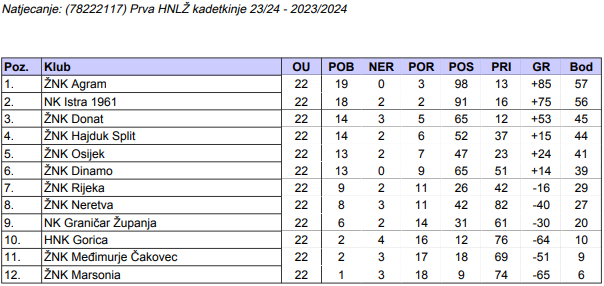 Natjecanje: (78222117) Prva HNLŽ kadetkinje 23/24 - 2023/2024
Poz. Klub OU POB NER POR POS PRI GR Bod
1. ŽNK Agram 22 19 0 3 98 13 +85 57
2. NK Istra 1961 22 18 2 2 91 16 +75 56
3. ŽNK Donat 22 14 3 5 65 12 +53 45
4. ŽNK Hajduk Split 22 14 2 6 52 37 +15 44
5. ŽNK Osijek 22 13 2 7 47 23 +24 41
6. ŽNK Dinamo 22 13 0 9 65 51 +14 39
7. ŽNK Rijeka 22 9 2 11 26 42 -16 29
8. ŽNK Neretva 22 8 3 11 42 82 -40 27
9. NK Graničar Županja 22 6 2 14 31 61 -30 20
10. HNK Gorica 22 2 4 16 12 76 -64 10
11. ŽNK Međimurje Čakovec 22 2 3 17 18 69 -51 9
12. ŽNK Marsonia 22 1 3 18 9 74 -65 6